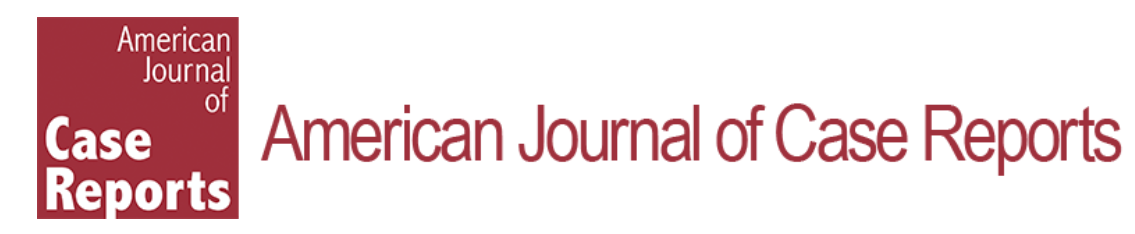 American
Journal
of
Case
Reports
American Journal of Case Reports